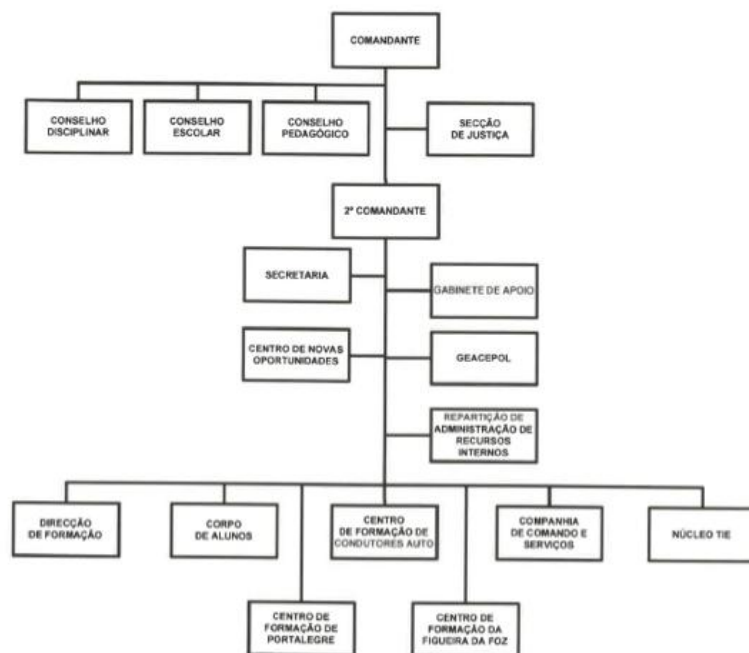 COMANDANTE
CONSELHO
DISCIPLINAR
CONSELHO
ESCOLAR
CONSELHO
PEDAGÓGICO
SECÇÃO
DE JUSTIÇA
2º COMANDANTE
SECRETARIA
GABINETE DE APOIO
CENTRO DE NOVAS
OPORTUNIDADES
GEACEPOL
REPARTIÇÃO DE
ADMINISTRAÇÃO DE
RECURSOS
INTERNOS
DIRECÇÃO
DE FORMAÇÃO
CORPO
DE ALUNOS
CENTRO
DE FORMAÇÃO DE
CONDUTORES AUTO
COMPANHIA
DE COMANDO E
SERVIÇOS
NÚCLEO TIE
CENTRO DE
FORMAÇÃO DE
PORTALEGRE
CENTRO DE
FORMAÇÃO DA
FIGUEIRA DA FOZ